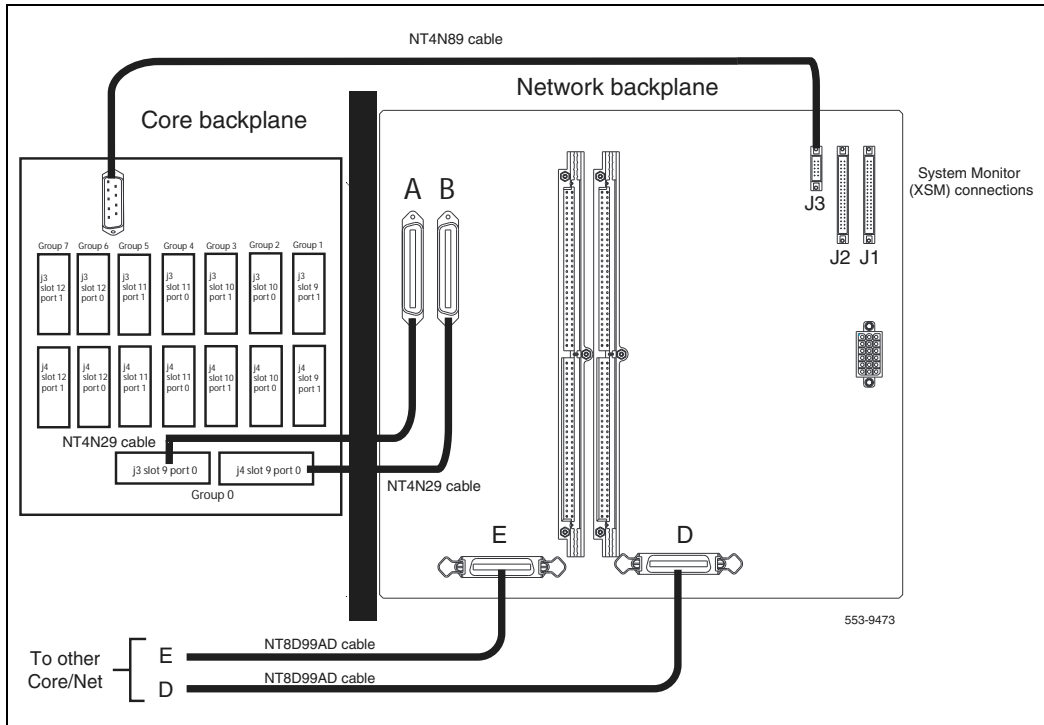 NT4N89 cable
Network backplane
Core backplane
A B
System Monitor
(XSM) connections
J3
J2 J1
Group 7 Group 6 Group 5 Group 4 Group 3 Group 2 Group 1
j3
slot 12
port 1
j3
slot 12
port 0
j3
slot 11
port 1
j3
slot 11
port 0
j3
slot 10
port 1
j3
slot 10
port 0
j3
slot 9
port 1
j4
slot 12
port 1
j4
slot 12
port 0
j4
slot 11
port 1
j4
slot 11
port 0
j4
slot 10
port 1
j4
slot 10
port 0
j4
slot 9
port 1
NT4N29 cable
j3 slot 9 port 0
j4 slot 9 port 0
Group 0
NT4N29 cable
E
D
553-9473
To other
Core/Net
E
NT8D99AD cable
D
NT8D99AD cable